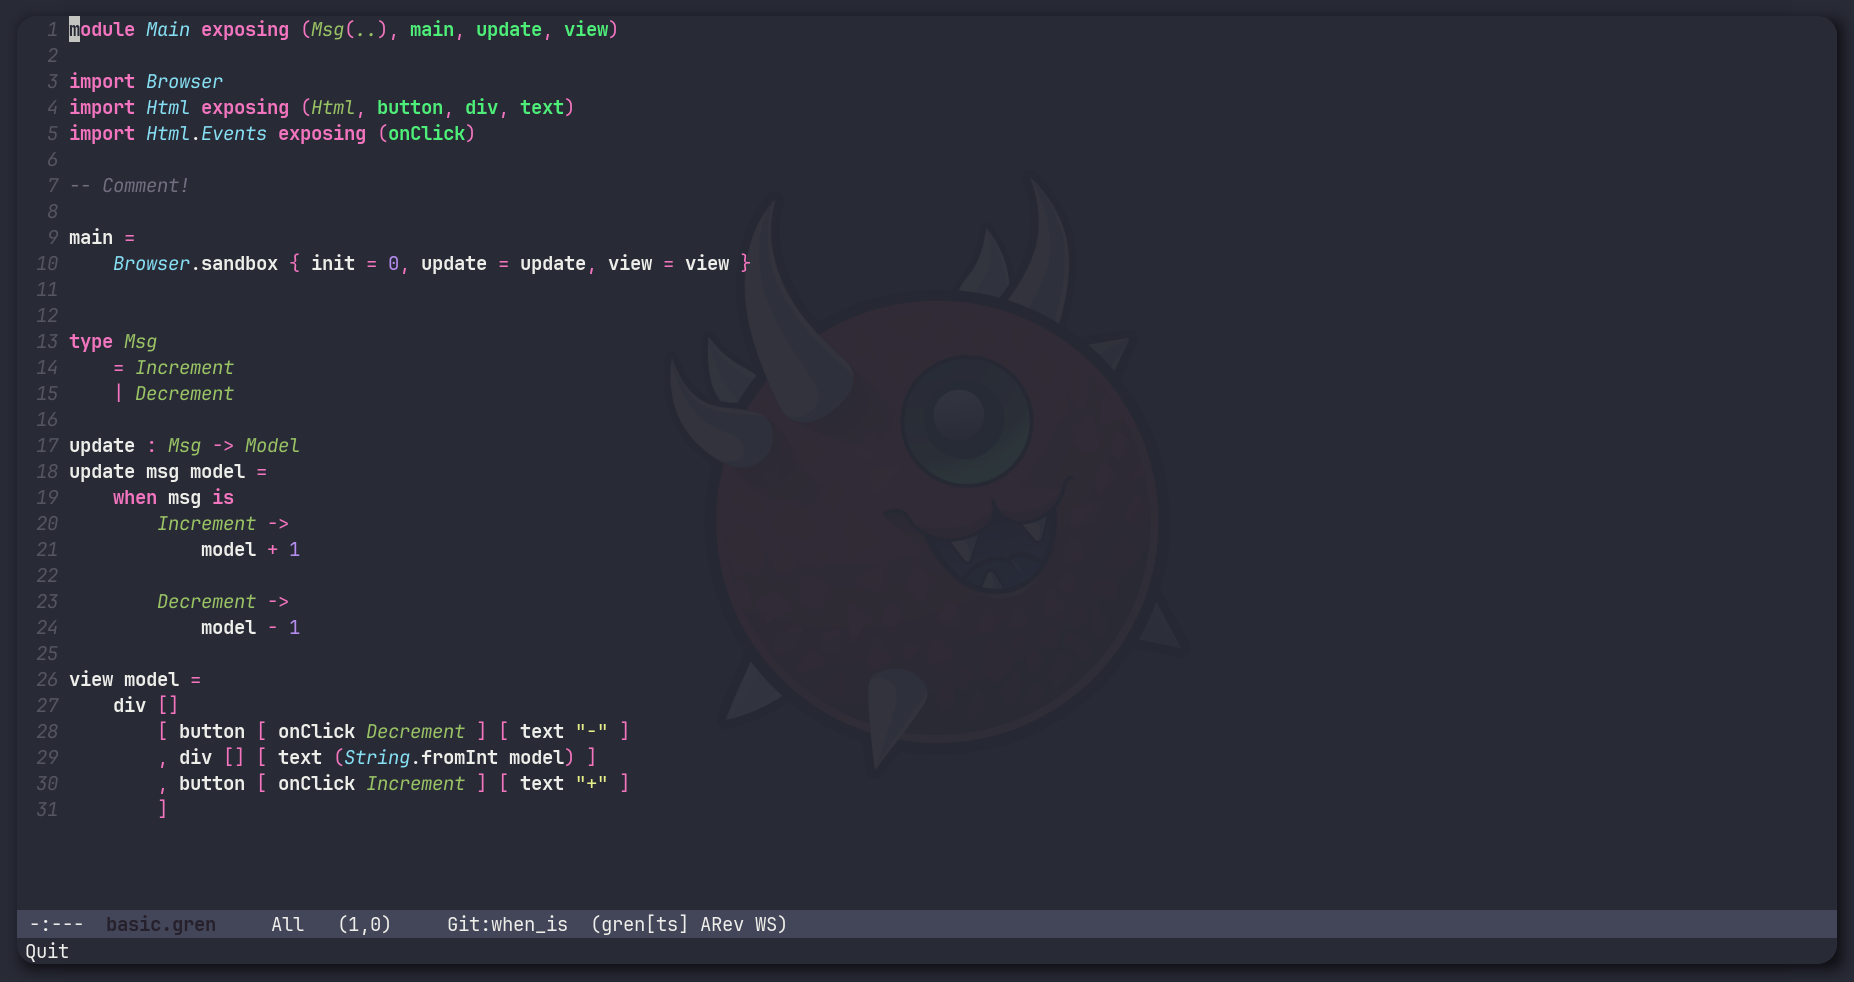 1 module Main exposing (Msg(..), main, update, view)
2
3 import Browser
4 import Html exposing (Html, button, div, text)
5 import Html.Events exposing (onClick)
6
7 -- Comment!
8
9 main =
10     Browser.sandbox { init = 0, update = update, view = view }
11
12
13 type Msg
14     = Increment
15     | Decrement
16
17 update : Msg -> Model
18 update msg model =
19     when msg is
20         Increment ->
21             model + 1
22
23         Decrement ->
24             model - 1
25
26 view model =
27     div []
28         [ button [ onClick Decrement ] [ text "-" ]
29         , div [] [ text (String.fromInt model) ]
30         , button [ onClick Increment ] [ text "+" ]
31         ]
-:---  basic.gren     All   (1,0)     Git:when_is  (gren[ts] ARev WS)
Quit